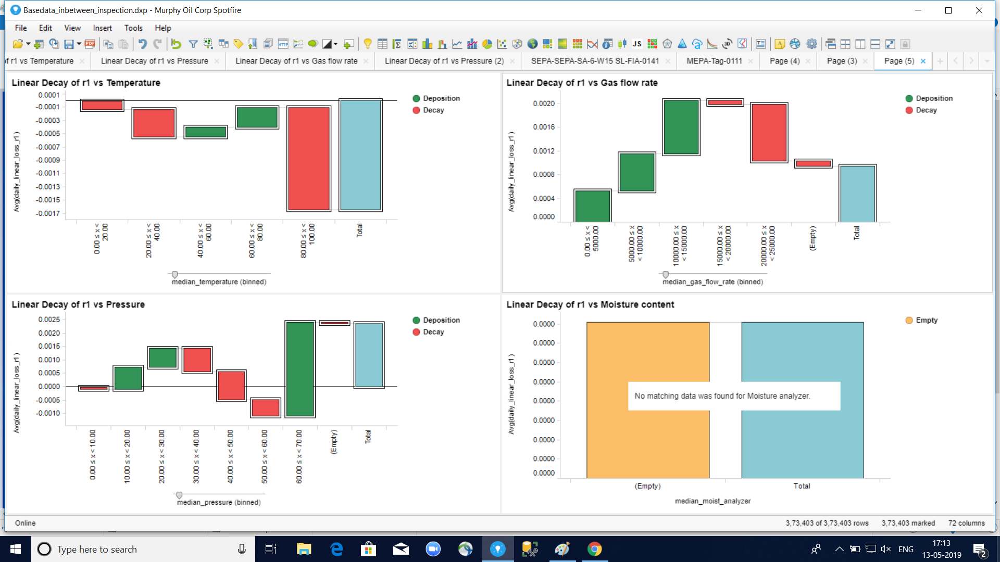 Basedata_inbetween_inspection.dxp - Murphy Oil Corp Spotfire
File Edit View Insert Tools Help
PDF HTTP JS 3D
f r1 vs Temperature
Linear Decay of r1 vs Pressure
Linear Decay of r1 vs Gas flow rate
Linear Decay of r1 vs Pressure (2)
SEPA-SEPA-SA-6-W15 SL-FIA-0141
MEPA-Tag-0111
Page (4)
Page (3)
Page (5)
Linear Decay of r1 vs Temperature
Avg(daily_linear_loss_r1)
0.0001
-0.0001
-0.0003
-0.0005
-0.0007
-0.0009
-0.0011
-0.0013
-0.0015
-0.0017
0.00 ≤ x <
20.00
20.00 ≤ x <
40.00
40.00 ≤ x <
60.00
60.00 ≤ x <
80.00
80.00 ≤ x <
100.00
Total
median_temperature (binned)
Deposition
Decay
Linear Decay of r1 vs Gas flow rate
Avg(daily_linear_loss_r1)
0.0020
0.0016
0.0012
0.0008
0.0004
0.0000
0.00 ≤ x <
5000.00
5000.00 ≤ x
< 10000.00
10000.00 ≤ x
< 15000.00
15000.00 ≤ x
< 20000.00
20000.00 ≤ x
< 25000.00
(Empty)
Total
median_gas_flow_rate (binned)
Deposition
Decay
Linear Decay of r1 vs Pressure
Avg(daily_linear_loss_r1)
0.0025
0.0020
0.0015
0.0010
0.0005
0.0000
-0.0005
-0.0010
0.00 ≤ x < 10.00
10.00 ≤ x < 20.00
20.00 ≤ x < 30.00
30.00 ≤ x < 40.00
40.00 ≤ x < 50.00
50.00 ≤ x < 60.00
60.00 ≤ x < 70.00
(Empty)
Total
median_pressure (binned)
Deposition
Decay
Linear Decay of r1 vs Moisture content
Avg(daily_linear_loss_r1)
0.0000
0.0000
0.0000
0.0000
0.0000
0.0000
0.0000
0.0000
0.0000
No matching data was found for Moisture analyzer.
(Empty)
Total
median_moist_analyzer
Empty
Online
3,73,403 of 3,73,403 rows
3,73,403 marked
72 columns
Type here to search
ENG
17:13
13-05-2019
2